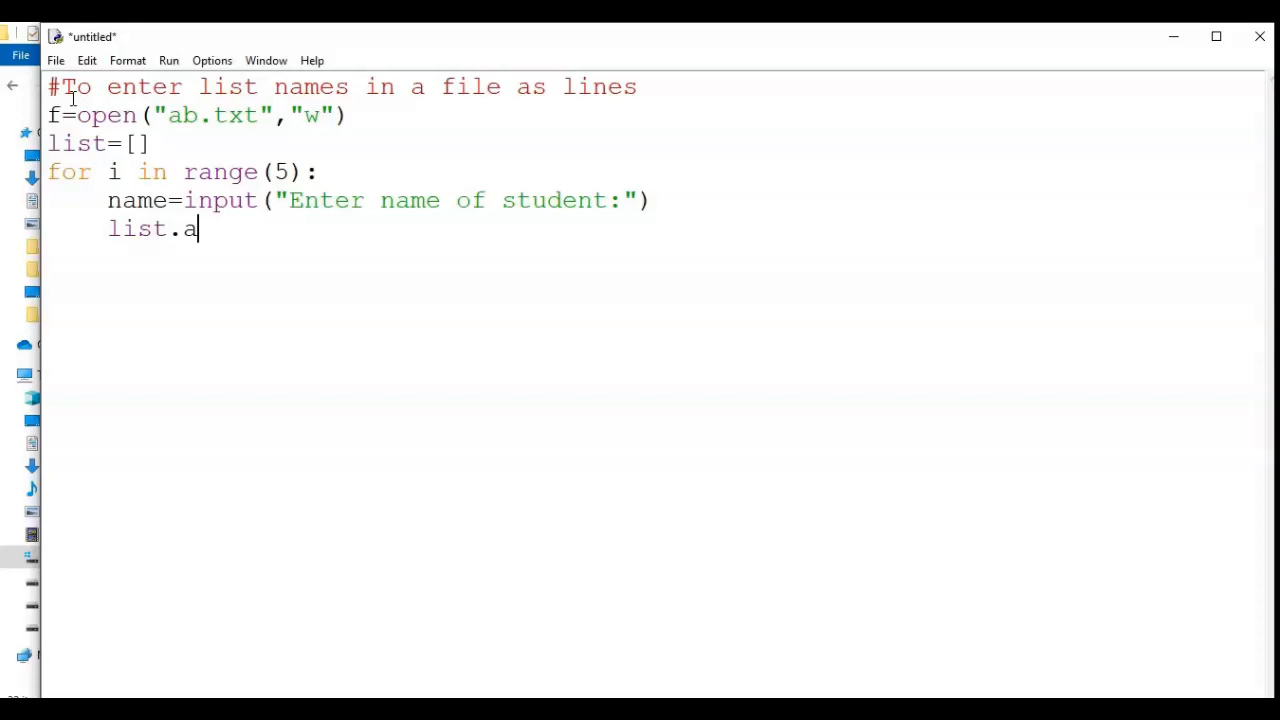 *untitled*
File
File Edit Format Run Options Window Help
#To enter list names in a file as lines
f=open("ab.txt","w")
list=[]
for i in range(5):
    name=input("Enter name of student:")
    list.a